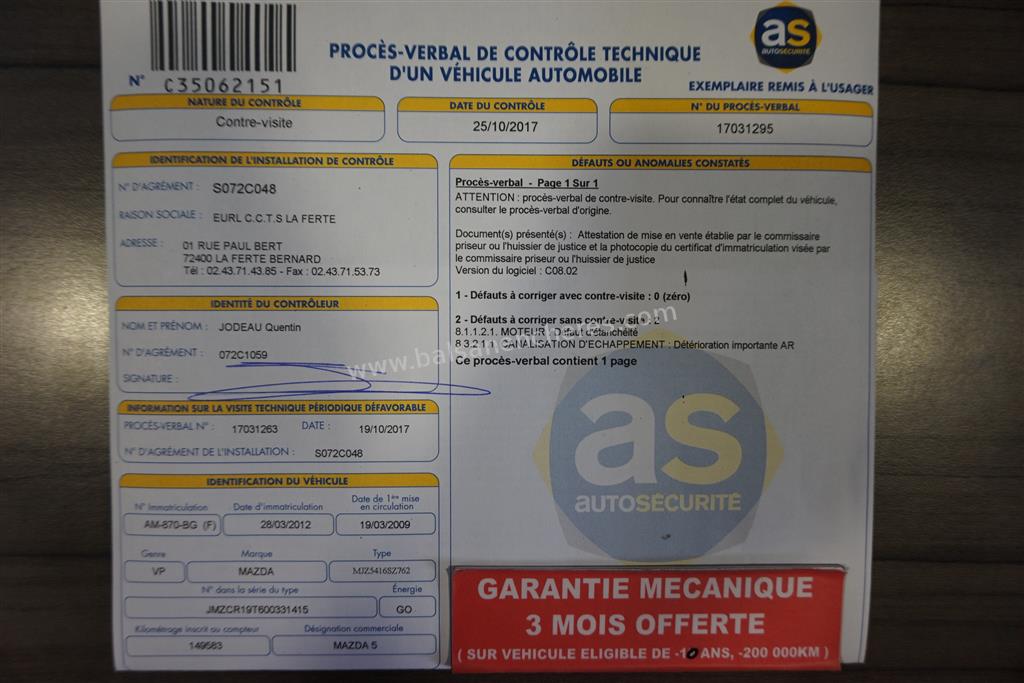 N° C35062151
PROCÈS-VERBAL DE CONTRÔLE TECHNIQUE
D'UN VÉHICULE AUTOMOBILE
as
AUTOSÉCURITÉ
EXEMPLAIRE REMIS À L'USAGER
NATURE DU CONTRÔLE
Contre-visite
DATE DU CONTRÔLE
25/10/2017
N° DU PROCÈS-VERBAL
17031295
IDENTIFICATION DE L'INSTALLATION DE CONTRÔLE
N° D'AGRÉMENT : S072C048
RAISON SOCIALE : EURL C.C.T.S LA FERTE
ADRESSE : 01 RUE PAUL BERT
72400 LA FERTE BERNARD
Tél : 02.43.71.43.85 - Fax : 02.43.71.53.73
IDENTITÉ DU CONTRÔLEUR
NOM ET PRÉNOM : JODEAU Quentin
N° D'AGRÉMENT : 072C1059
SIGNATURE :
INFORMATION SUR LA VISITE TECHNIQUE PÉRIODIQUE DÉFAVORABLE
PROCÈS-VERBAL N° : 17031263 DATE : 19/10/2017
N° D'AGRÉMENT DE L'INSTALLATION : S072C048
IDENTIFICATION DU VÉHICULE
N° Immatriculation Date d'immatriculation Date de 1ère mise
en circulation
AM-870-BG (F) 28/03/2012 19/03/2009
Genre Marque Type
VP MAZDA MJZ5416SZ762
N° dans la série du type Énergie
JMZCR19T600331415 GO
Kilométrage inscrit au compteur Désignation commerciale
149583 MAZDA 5
DÉFAUTS OU ANOMALIES CONSTATÉS
Procès-verbal - Page 1 Sur 1
ATTENTION : procès-verbal de contre-visite. Pour connaître l'état complet du véhicule,
consulter le procès-verbal d'origine.
Document(s) présenté(s) : Attestation de mise en vente établie par le commissaire
priseur ou l'huissier de justice et la photocopie du certificat d'immatriculation visée par
le commissaire priseur ou l'huissier de justice
Version du logiciel : C08.02
1 - Défauts à corriger avec contre-visite : 0 (zéro)
2 - Défauts à corriger sans contre-visite : 2
8.1.1.2.1. MOTEUR : Défaut d'étanchéité
8.3.2.1.1. CANALISATION D'ECHAPPEMENT : Détérioration importante AR
Ce procès-verbal contient 1 page
as
AUTOSÉCURITÉ
GARANTIE MECANIQUE
3 MOIS OFFERTE
( SUR VEHICULE ELIGIBLE DE -10 ANS, -200 000KM )